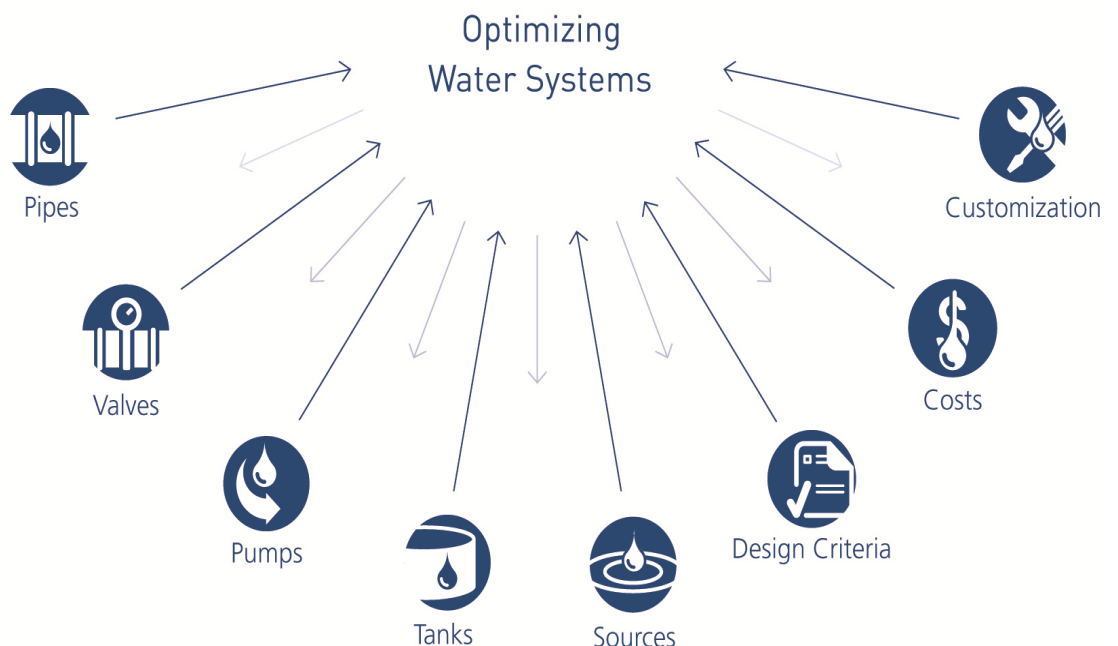 Optimizing
Water Systems
Pipes
Customization
Valves
Costs
Pumps
Design Criteria
Tanks
Sources